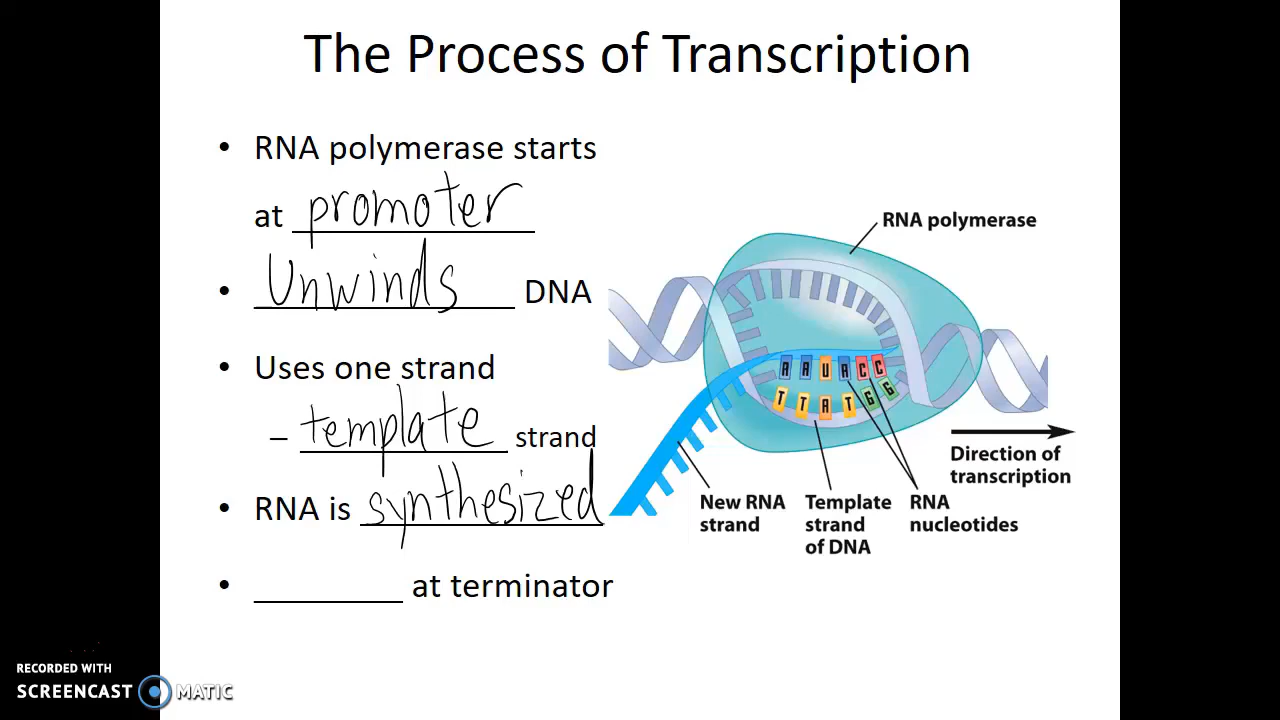 The Process of Transcription
• RNA polymerase starts
at promoter
• Unwinds DNA
• Uses one strand
– template strand
• RNA is synthesized
• ________ at terminator
RNA polymerase
A A U A C C
T T A T G G
Direction of
transcription
New RNA
strand
Template
strand
of DNA
RNA
nucleotides
RECORDED WITH
SCREENCAST MATIC